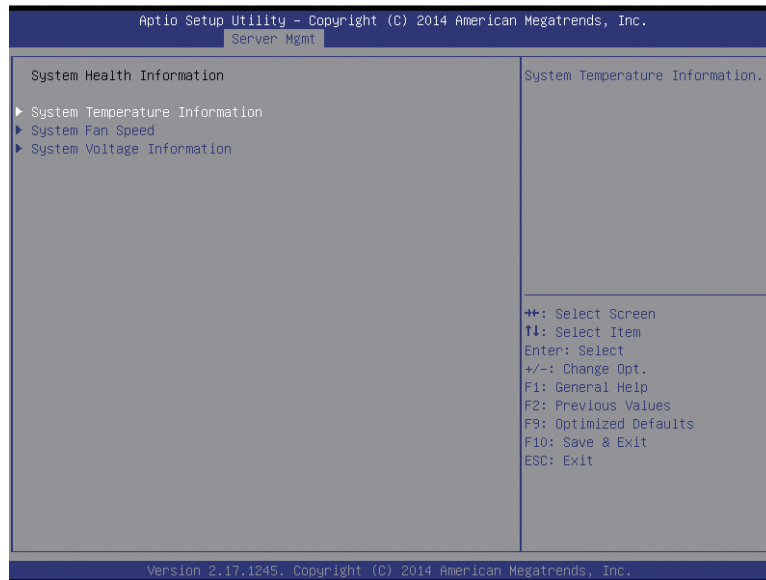 Aptio Setup Utility – Copyright (C) 2014 American Megatrends, Inc.
Server Mgmt
System Health Information
▶ System Temperature Information
▶ System Fan Speed
▶ System Voltage Information
System Temperature Information.
→←: Select Screen
↑↓: Select Item
Enter: Select
+/-: Change Opt.
F1: General Help
F2: Previous Values
F9: Optimized Defaults
F10: Save & Exit
ESC: Exit
Version 2.17.1245. Copyright (C) 2014 American Megatrends, Inc.